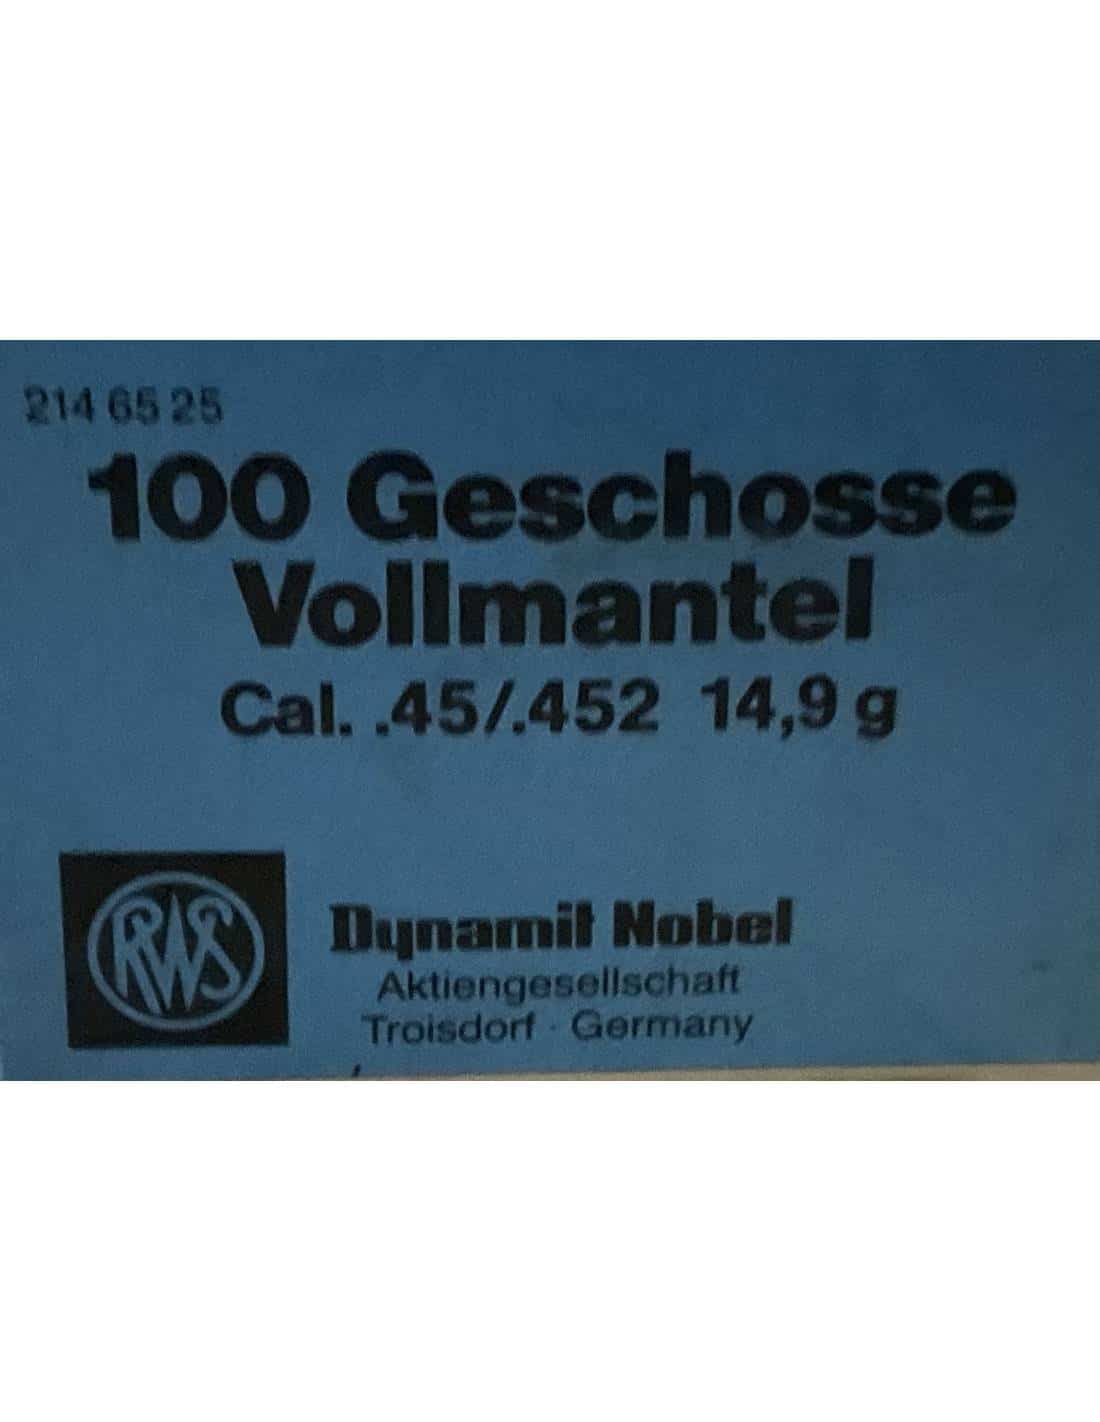 214 65 25
100 Geschosse
Vollmantel
Cal. .45/.452 14,9 g
RWS
Dynamit Nobel
Aktiengesellschaft
Troisdorf · Germany